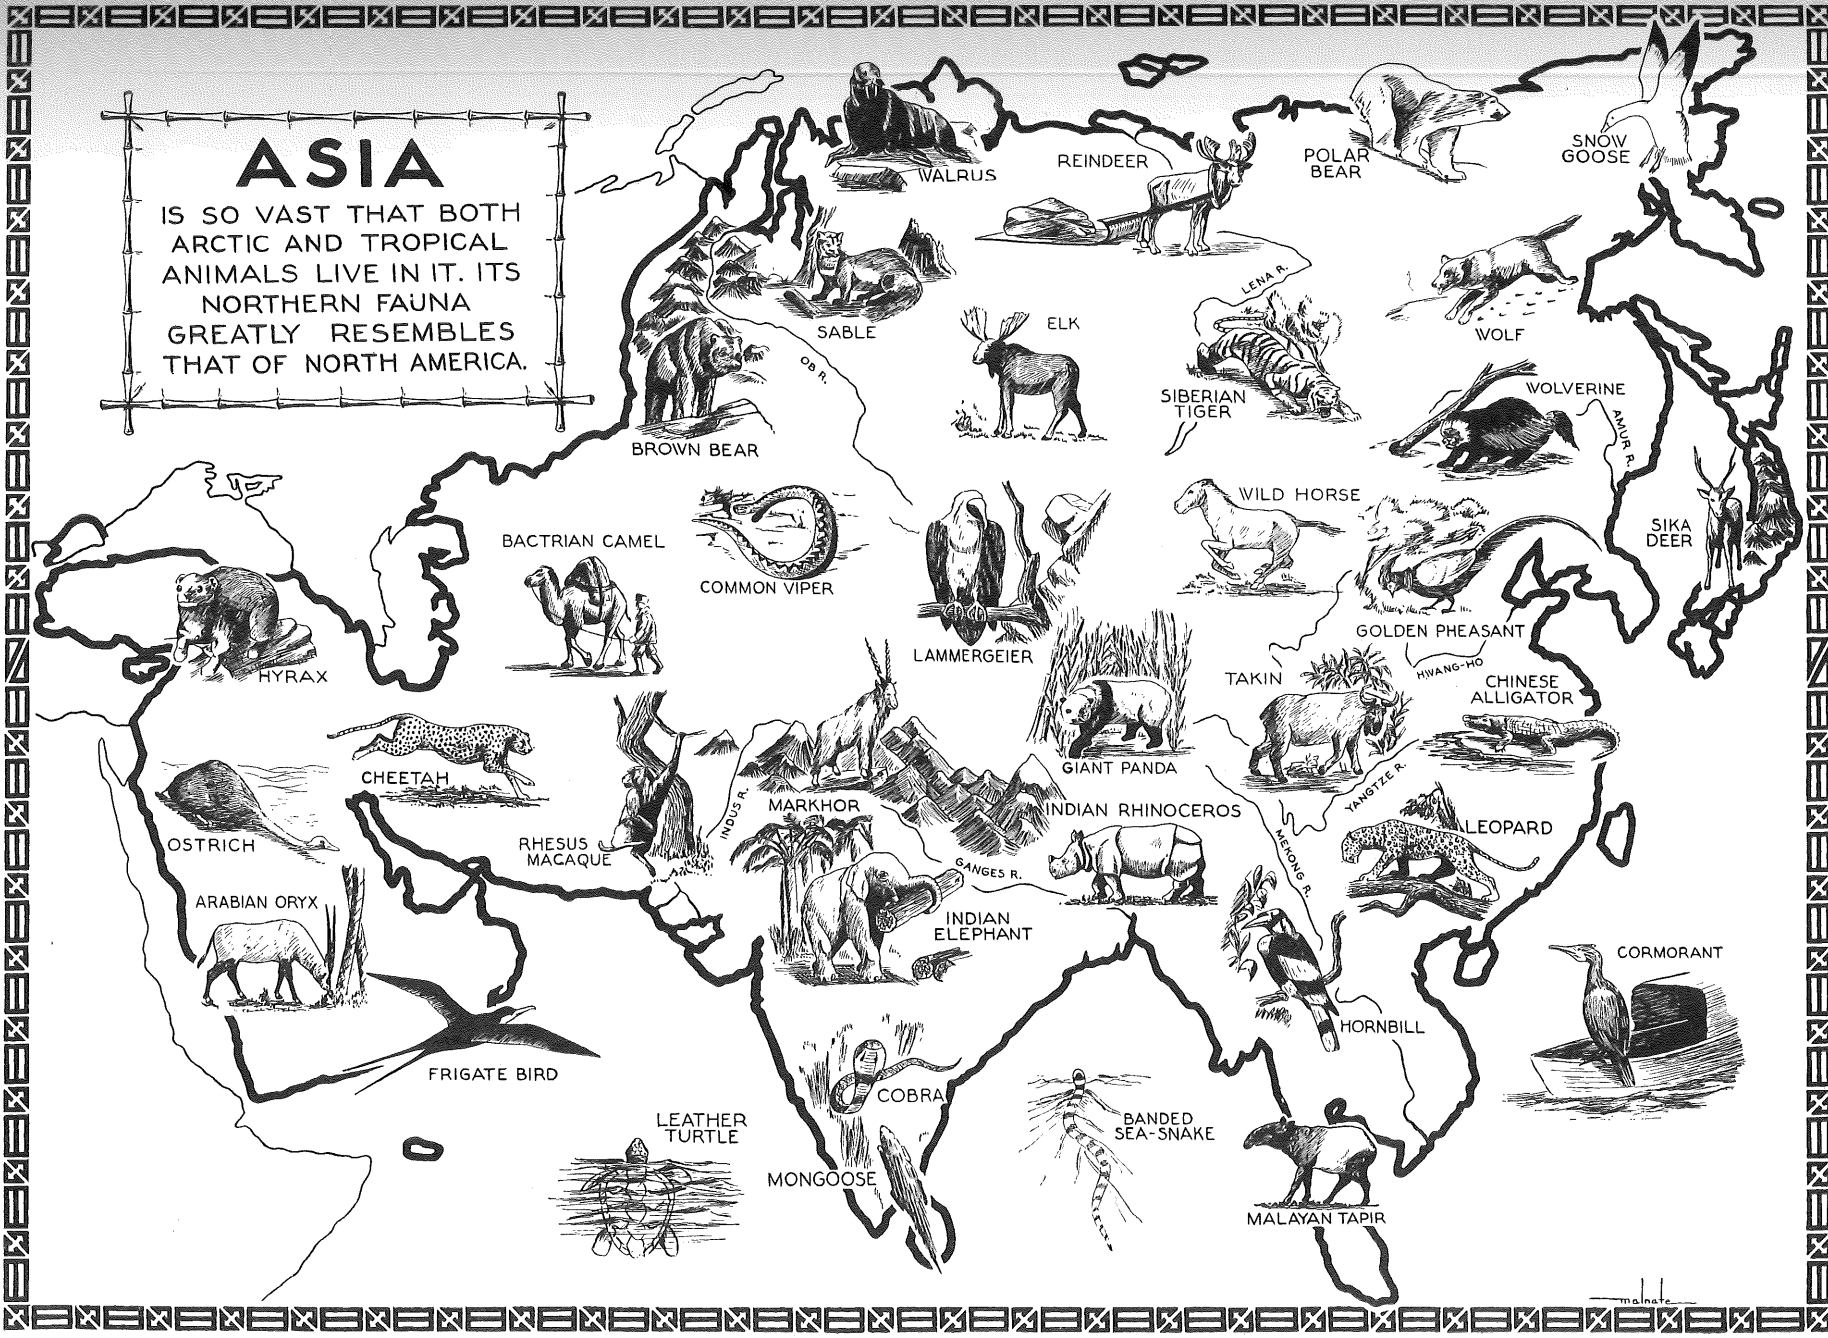 ASIA
IS SO VAST THAT BOTH
ARCTIC AND TROPICAL
ANIMALS LIVE IN IT. ITS
NORTHERN FAUNA
GREATLY RESEMBLES
THAT OF NORTH AMERICA.
WALRUS
REINDEER
POLAR
BEAR
SNOW
GOOSE
SABLE
LENA R.
ELK
WOLF
OB R.
SIBERIAN
TIGER
WOLVERINE
AMUR R.
BROWN BEAR
WILD HORSE
SIKA
DEER
BACTRIAN CAMEL
COMMON VIPER
LAMMERGEIER
GOLDEN PHEASANT
HWANG-HO
HYRAX
TAKIN
CHINESE
ALLIGATOR
CHEETAH
GIANT PANDA
YANGTZE R.
INDUS R.
MARKHOR
INDIAN RHINOCEROS
OSTRICH
RHESUS
MACAQUE
MEKONG R.
LEOPARD
GANGES R.
ARABIAN ORYX
INDIAN
ELEPHANT
CORMORANT
HORNBILL
FRIGATE BIRD
COBRA
LEATHER
TURTLE
BANDED
SEA-SNAKE
MONGOOSE
MALAYAN TAPIR
malnate